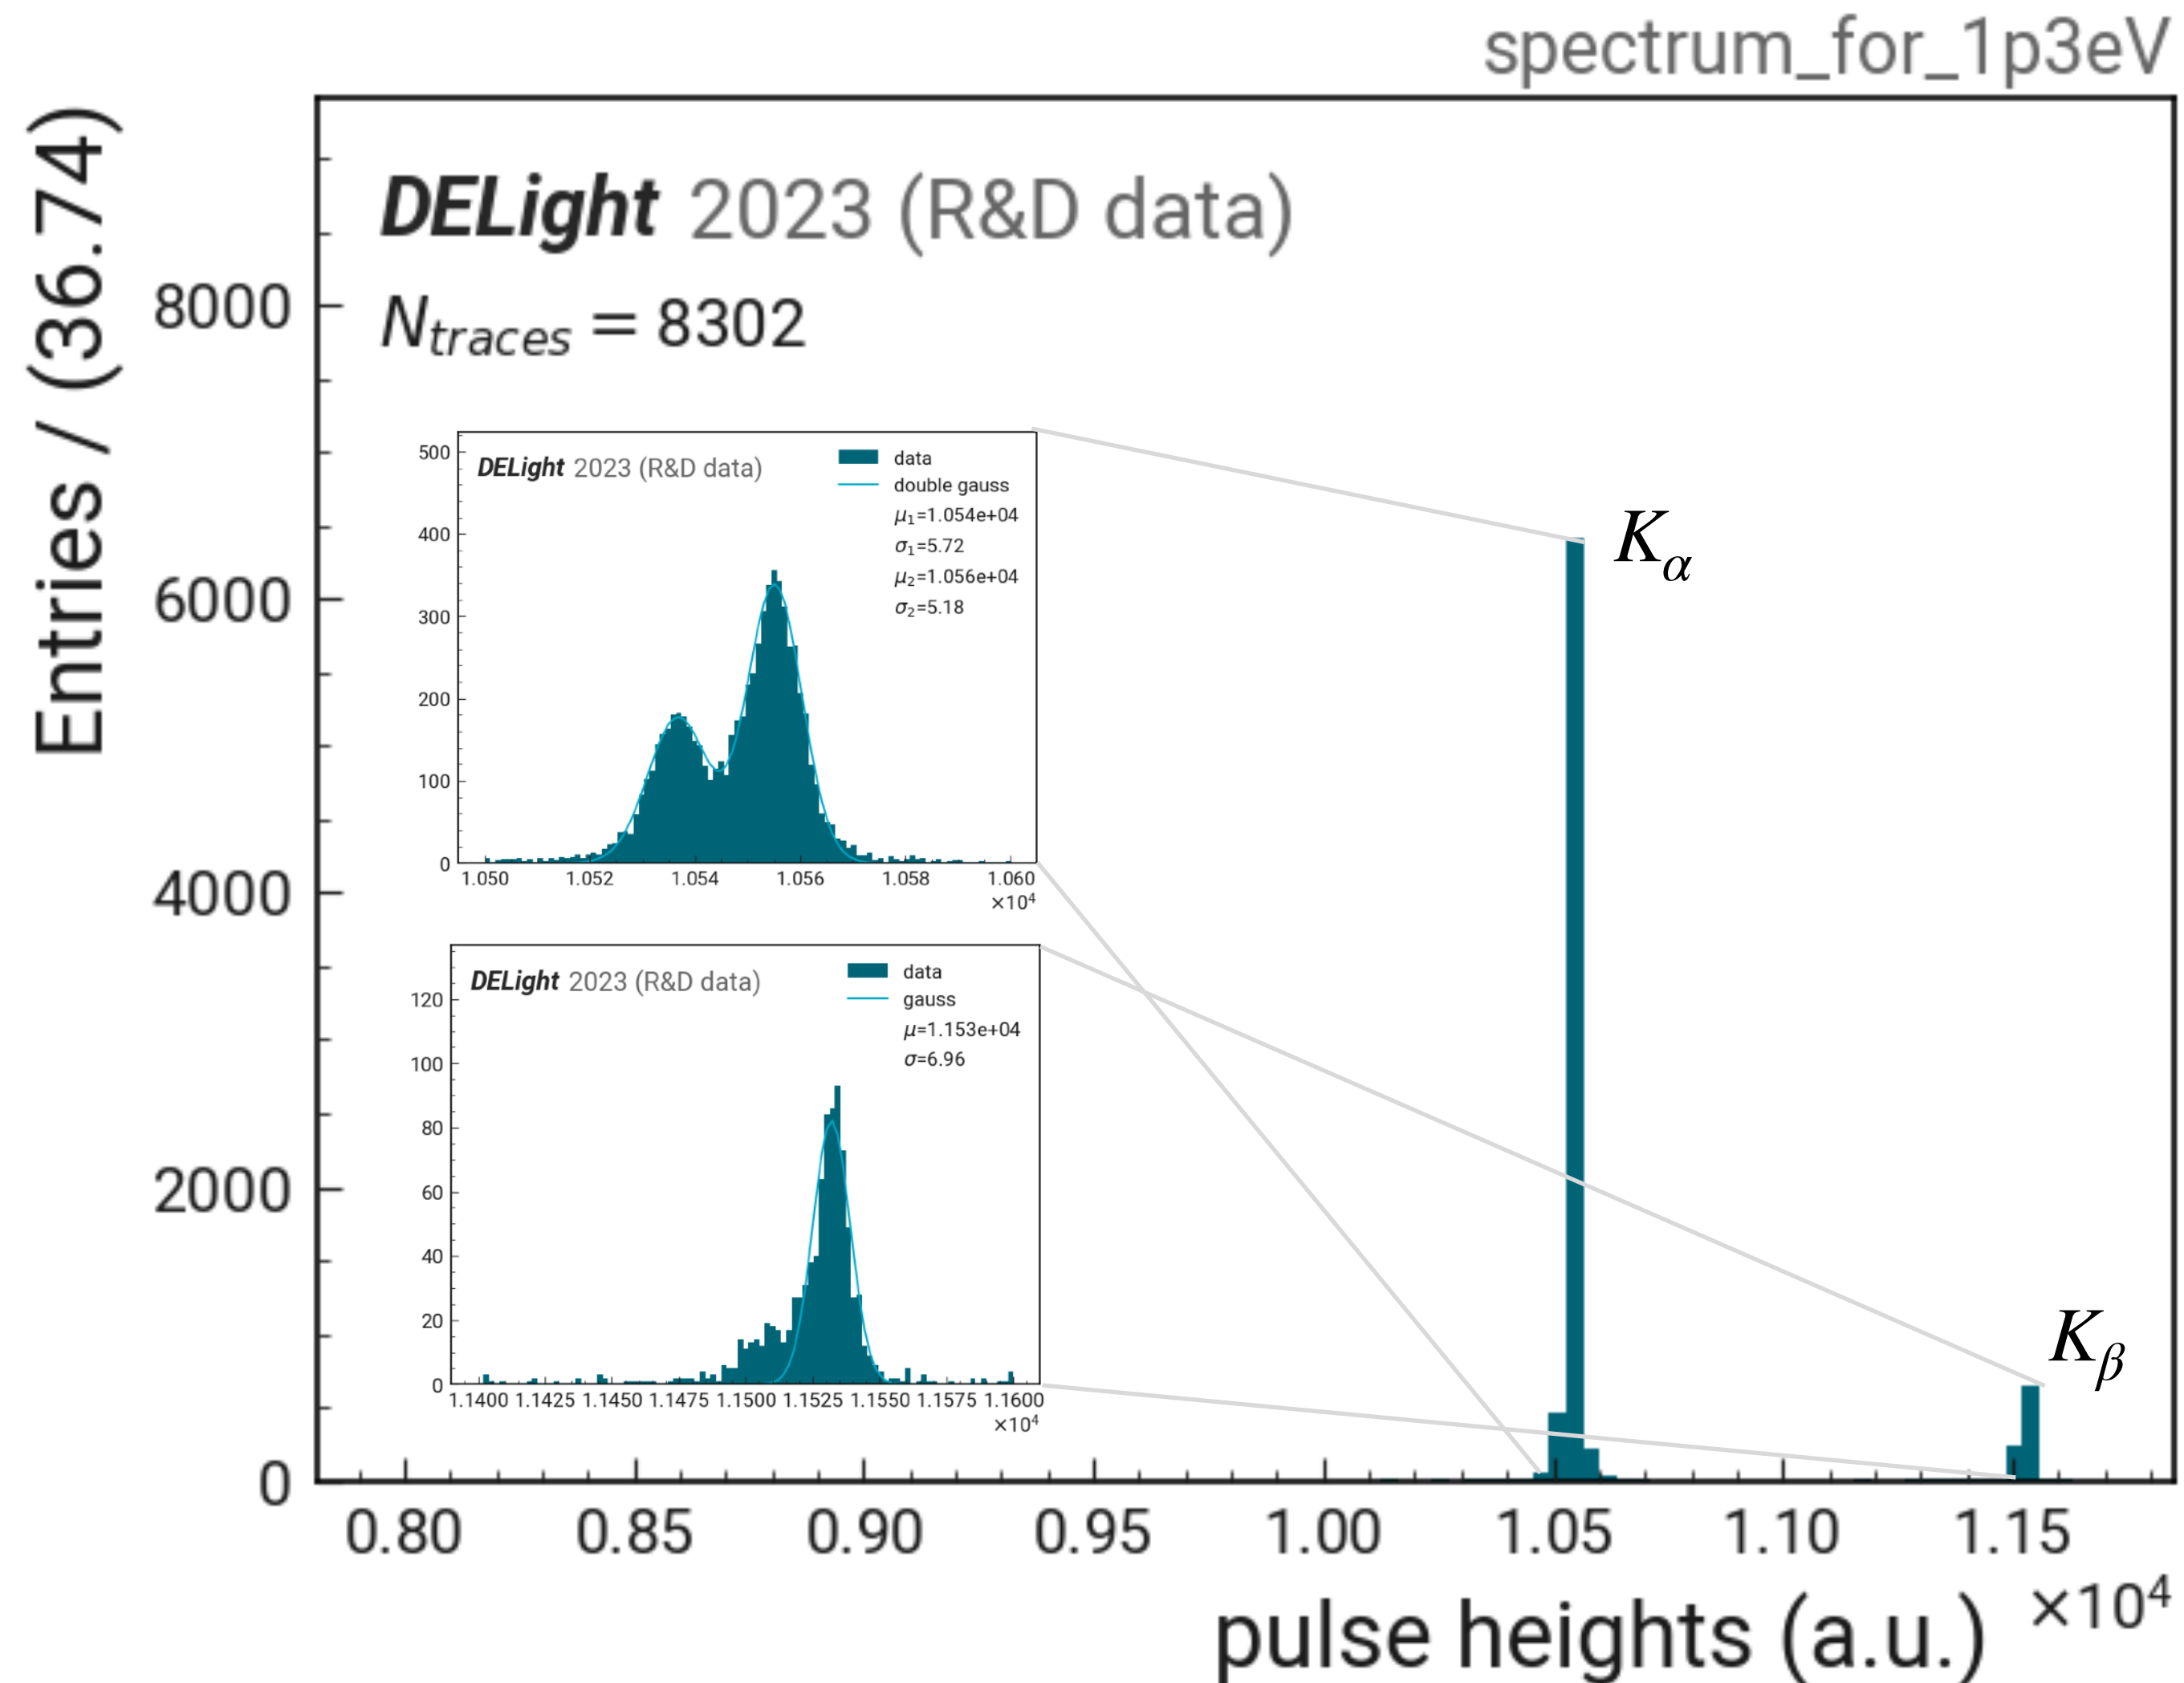 spectrum_for_1p3eV
Entries / (36.74)
DELight 2023 (R&D data)
N_traces = 8302
8000
6000
4000
2000
0
500
400
300
200
100
0
DELight 2023 (R&D data)
data
double gauss
μ₁=1.054e+04
σ₁=5.72
μ₂=1.056e+04
σ₂=5.18
1.050 1.052 1.054 1.056 1.058 1.060
×10⁴
120
100
80
60
40
20
0
DELight 2023 (R&D data)
data
gauss
μ=1.153e+04
σ=6.96
1.1400 1.1425 1.1450 1.1475 1.1500 1.1525 1.1550 1.1575 1.1600
×10⁴
K_α
K_β
0.80 0.85 0.90 0.95 1.00 1.05 1.10 1.15
×10⁴
pulse heights (a.u.)